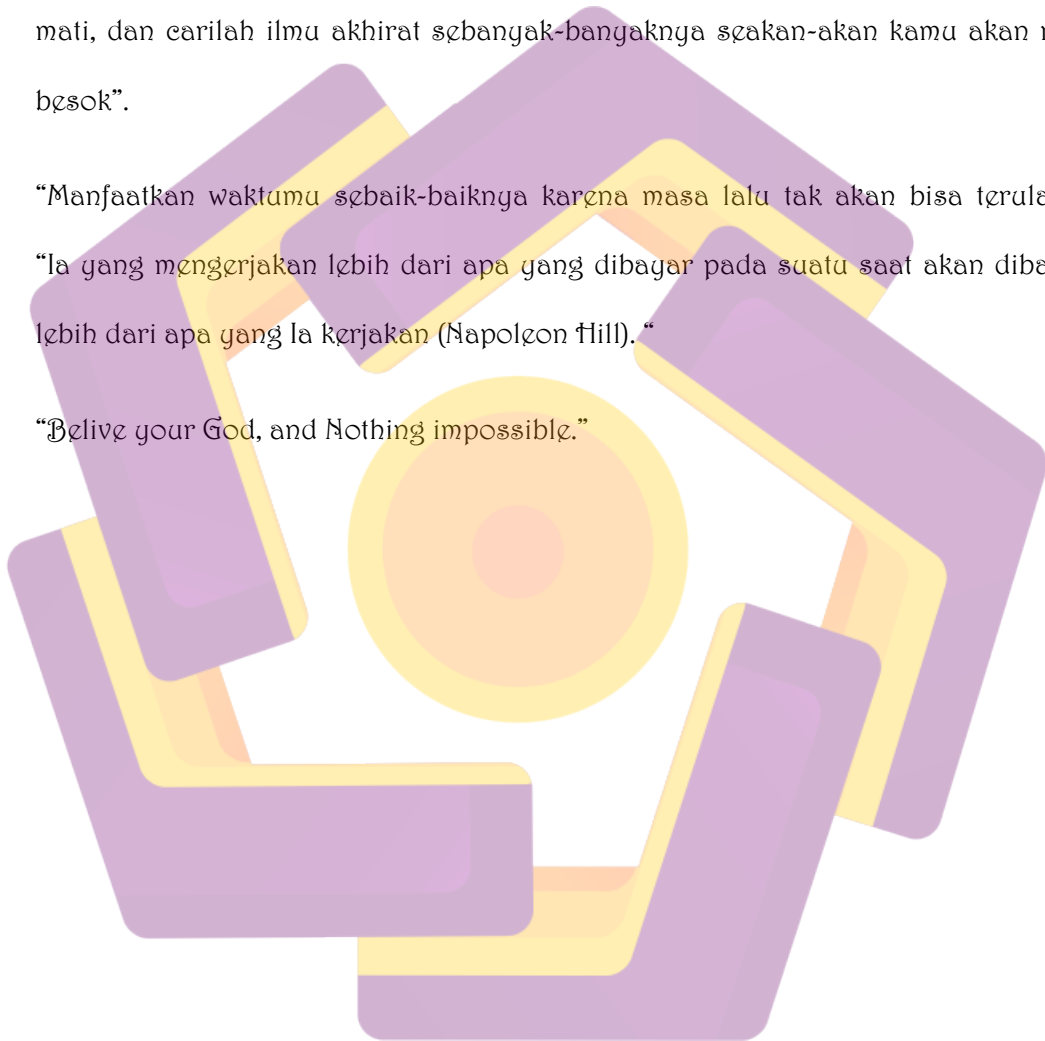 mati, dan carilah ilmu akhirat sebanyak-banyaknya seakan-akan kamu akan
besok”.
“Manfaatkan waktumu sebaik-baiknya karena masa lalu tak akan bisa
“Ia yang mengerjakan lebih dari apa yang dibayar pada suatu saat akan
lebih dari apa yang Ia kerjakan (Napoleon Hill). “
“Belive your God, and Nothing impossible.”